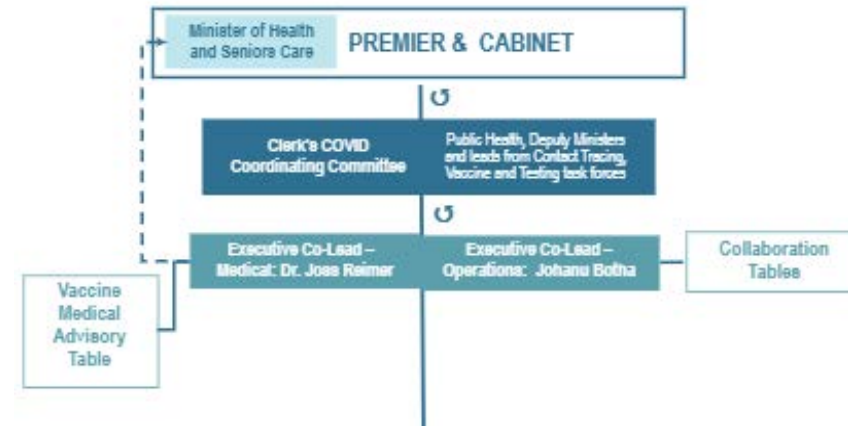 Minister of Health
and Seniors Care
PREMIER & CABINET
Clerk's COVID
Coordinating Committee
Public Health, Deputy Ministers
and leads from Contact Tracing,
Vaccine and Testing task forces
Executive Co-Lead –
Medical: Dr. Joss Reimer
Executive Co-Lead –
Operations: Johanu Botha
Collaboration
Tables
Vaccine
Medical
Advisory
Table